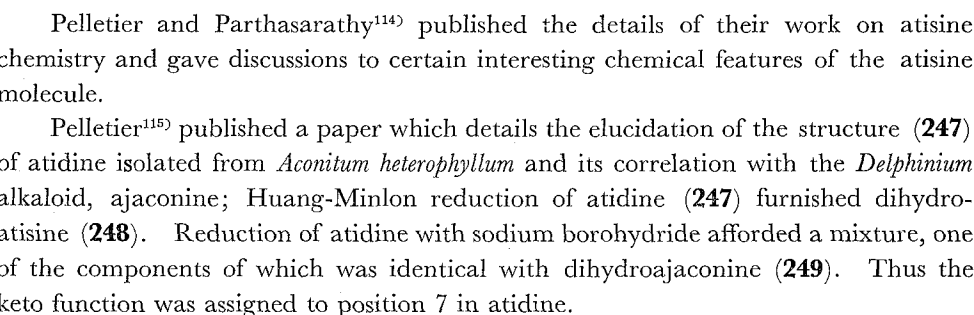 Pelletier and Parthasarathy¹¹⁴⁾ published the details of their work on atisine
chemistry and gave discussions to certain interesting chemical features of the atisine
molecule.
Pelletier¹¹⁵⁾ published a paper which details the elucidation of the structure (247)
of atidine isolated from Aconitum heterophyllum and its correlation with the Delphinium
alkaloid, ajaconine; Huang-Minlon reduction of atidine (247) furnished dihydro-
atisine (248). Reduction of atidine with sodium borohydride afforded a mixture, one
of the components of which was identical with dihydroajaconine (249). Thus the
keto function was assigned to position 7 in atidine.